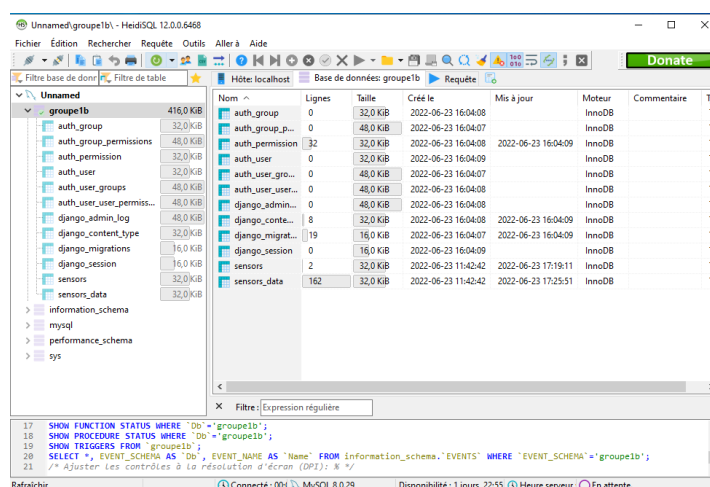 Unnamed\groupe1b\ - HeidiSQL 12.0.0.6468
Fichier Édition Rechercher Requête Outils Aller à Aide
Donate
Filtre base de donr Filtre de table Hôte: localhost Base de données: groupe1b Requête
Unnamed
groupe1b 416,0 KiB
auth_group 32,0 KiB
auth_group_permissions 48,0 KiB
auth_permission 32,0 KiB
auth_user 32,0 KiB
auth_user_groups 48,0 KiB
auth_user_user_permiss... 48,0 KiB
django_admin_log 48,0 KiB
django_content_type 32,0 KiB
django_migrations 16,0 KiB
django_session 16,0 KiB
sensors 32,0 KiB
sensors_data 32,0 KiB
information_schema
mysql
performance_schema
sys
Nom Lignes Taille Créé le Mis à jour Moteur Commentaire T
auth_group 0 32,0 KiB 2022-06-23 16:04:08 InnoDB
auth_group_p... 0 48,0 KiB 2022-06-23 16:04:07 InnoDB
auth_permission 32 32,0 KiB 2022-06-23 16:04:08 2022-06-23 16:04:09 InnoDB
auth_user 0 32,0 KiB 2022-06-23 16:04:09 InnoDB
auth_user_gro... 0 48,0 KiB 2022-06-23 16:04:07 InnoDB
auth_user_user... 0 48,0 KiB 2022-06-23 16:04:08 InnoDB
django_admin... 0 48,0 KiB 2022-06-23 16:04:08 InnoDB
django_conte... 8 32,0 KiB 2022-06-23 16:04:08 2022-06-23 16:04:09 InnoDB
django_migrat... 19 16,0 KiB 2022-06-23 16:04:07 2022-06-23 16:04:09 InnoDB
django_session 0 16,0 KiB 2022-06-23 16:04:09 InnoDB
sensors 2 32,0 KiB 2022-06-23 11:42:42 2022-06-23 17:19:11 InnoDB
sensors_data 162 32,0 KiB 2022-06-23 11:42:42 2022-06-23 17:25:51 InnoDB
Filtre : Expression régulière
17 SHOW FUNCTION STATUS WHERE `Db`='groupe1b';
18 SHOW PROCEDURE STATUS WHERE `Db`='groupe1b';
19 SHOW TRIGGERS FROM `groupe1b`;
20 SELECT *, EVENT_SCHEMA AS `Db`, EVENT_NAME AS `Name` FROM information_schema.`EVENTS` WHERE `EVENT_SCHEMA`='groupe1b';
21 /* Ajuster les contrôles à la résolution d'écran (DPI): % */
Rafraîchir Connecté : 00:( MySQL 8.0.29 Disponibilité : 1 jours, 22:55 Heure serveur En attente